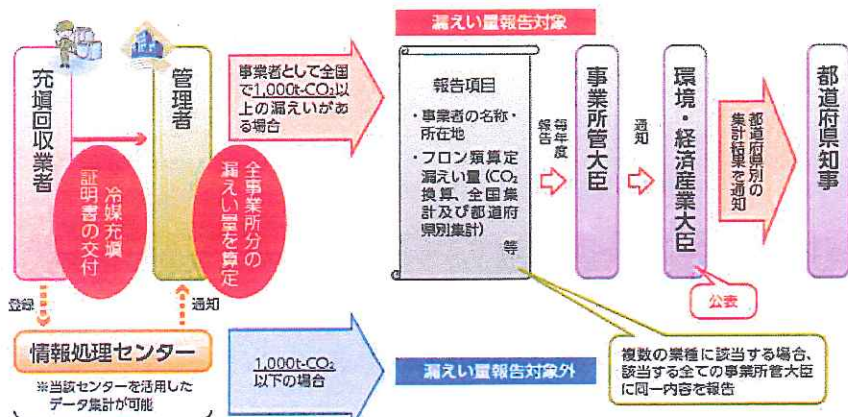 漏えい量報告対象
充塡回収業者
管理者
事業者として全国
で1,000t-CO₂以
上の漏えいがあ
る場合
報告項目
・事業者の名称・
所在地
・フロン類算定
漏えい量(CO₂
換算、全国集
計及び都道府
県別集計)
等
毎年度
報告
事業所管大臣
通知
環境・経済産業大臣
都道府県別の
集計結果を通知
都道府県知事
冷媒充塡
証明書の交付
全事業所分の
漏えい量を算定
公表
登録
通知
情報処理センター
※当該センターを活用した
データ集計が可能
1,000t-CO₂
以下の場合
漏えい量報告対象外
複数の業種に該当する場合、
該当する全ての事業所管大臣
に同一内容を報告